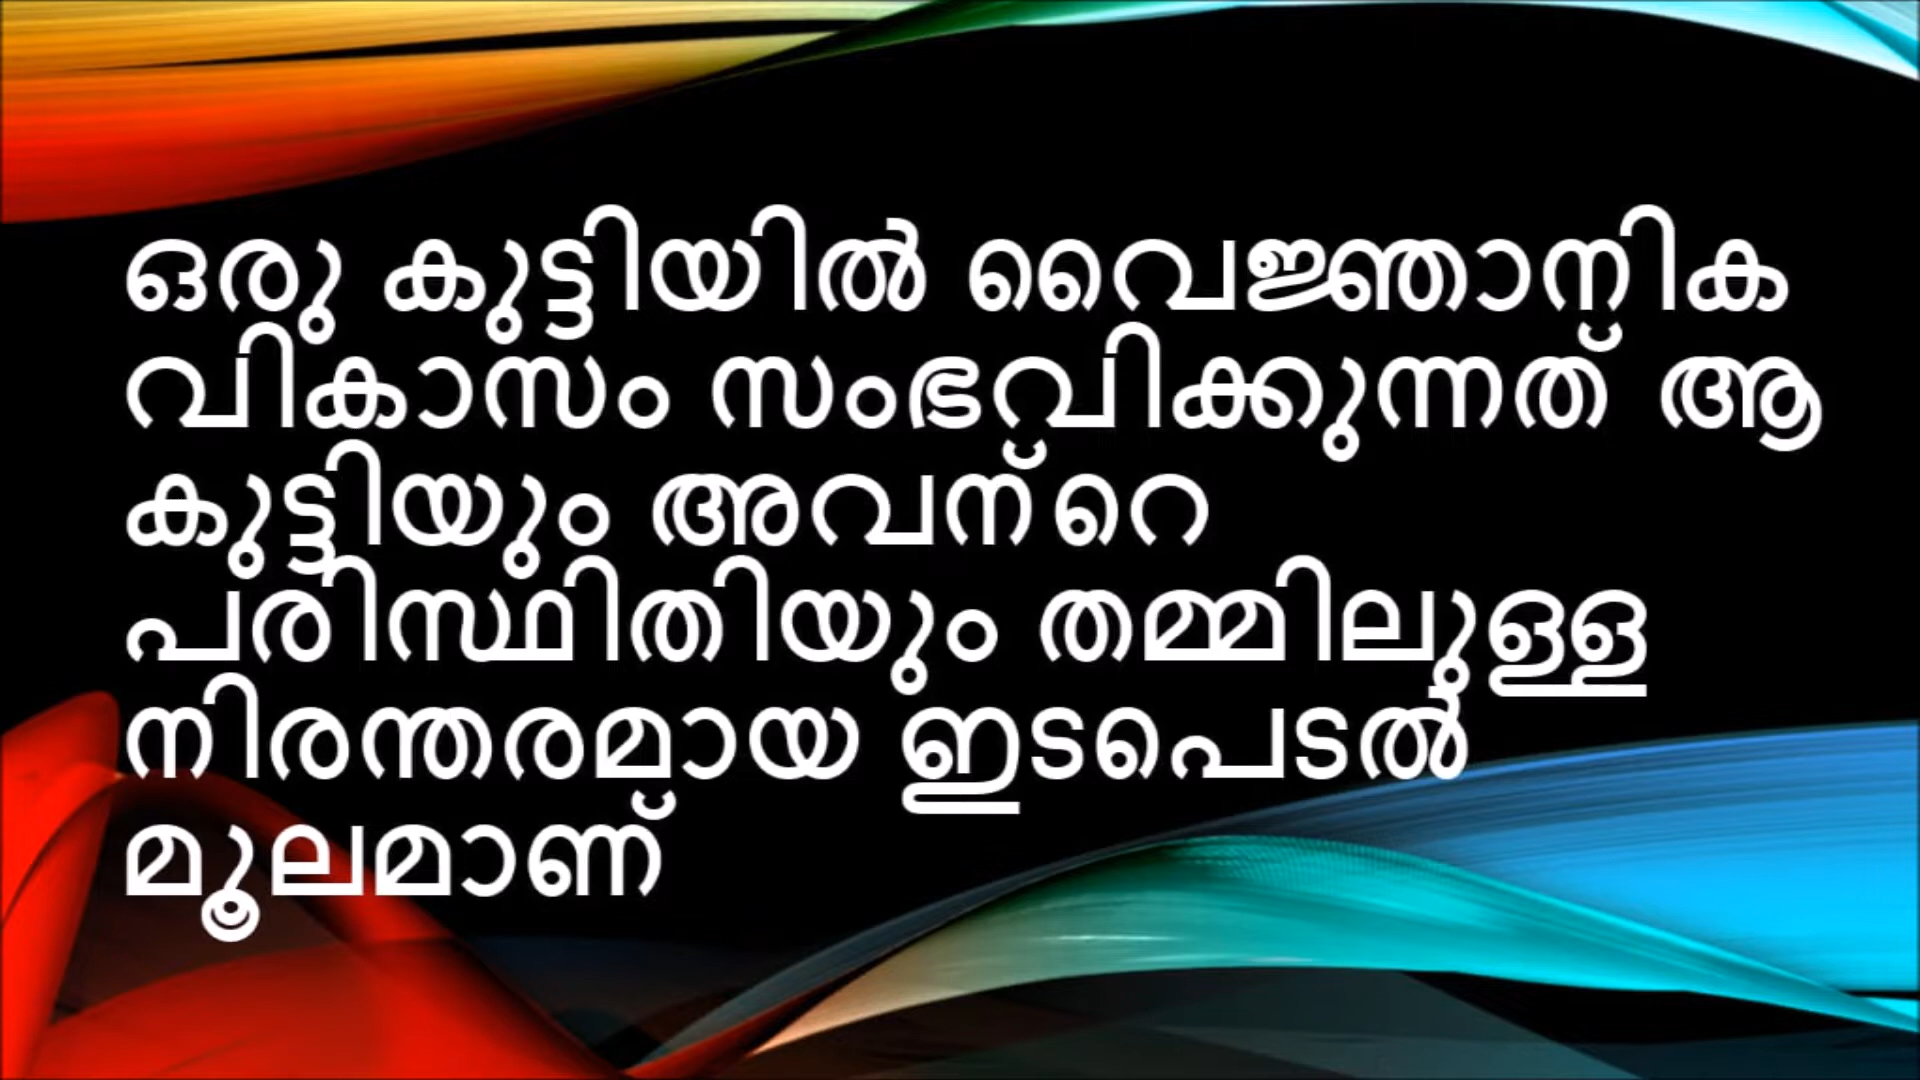 ഒരു കുട്ടിയിൽ വൈജ്ഞാനിക
വികാസം സംഭവിക്കുന്നത് ആ
കുട്ടിയും അവന്റെ
പരിസ്ഥിതിയും തമ്മിലുള്ള
നിരന്തരമായ ഇടപെടൽ
മൂലമാണ്